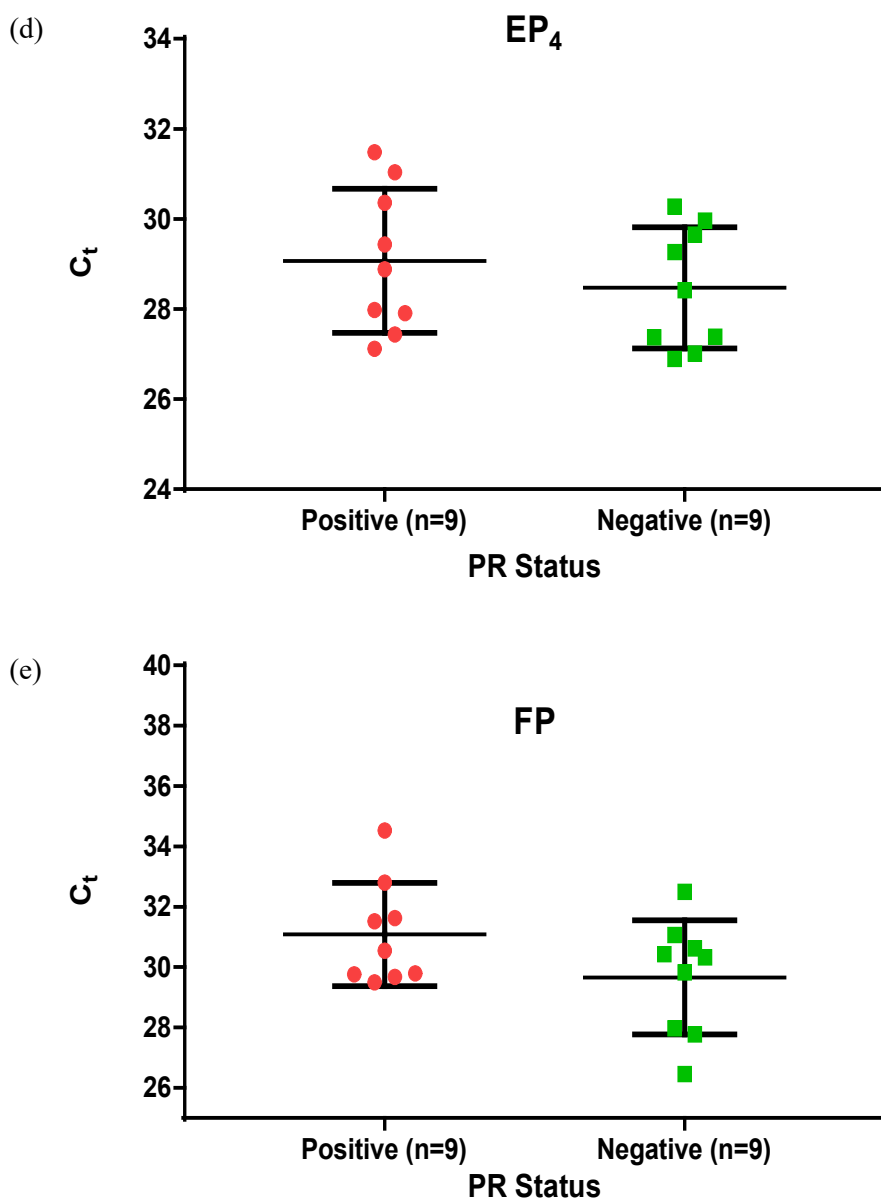 (d)
EP₄
34
32
30
28
26
24
Cₜ
Positive (n=9) Negative (n=9)
PR Status
(e)
FP
40
38
36
34
32
30
28
26
Cₜ
Positive (n=9) Negative (n=9)
PR Status